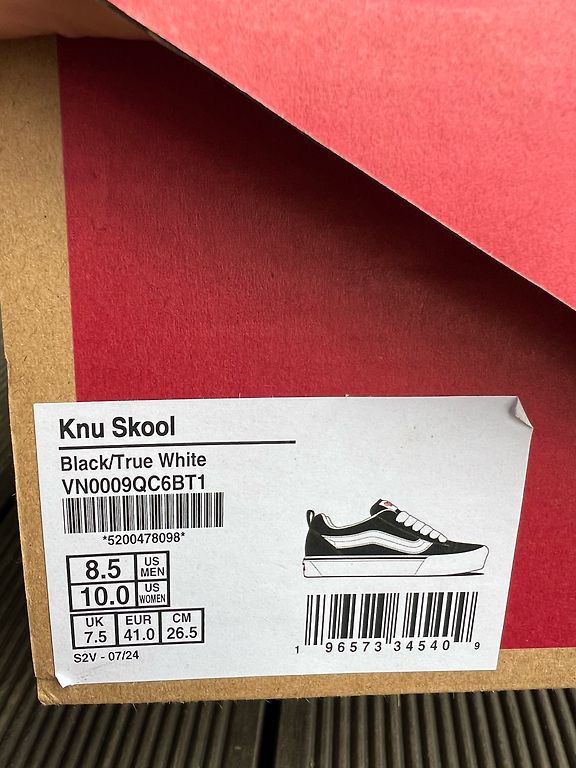 Knu Skool
Black/True White
VN0009QC6BT1
*5200478098*
8.5 US MEN
10.0 US WOMEN
UK EUR CM
7.5 41.0 26.5
S2V - 07/24
1 96573 34540 9